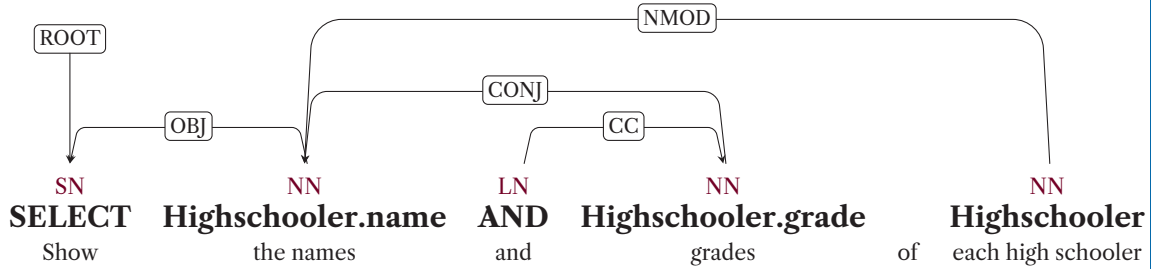 NMOD
ROOT
CONJ
OBJ CC
SN NN LN NN NN
SELECT Highschooler.name AND Highschooler.grade Highschooler
Show the names and grades of each high schooler